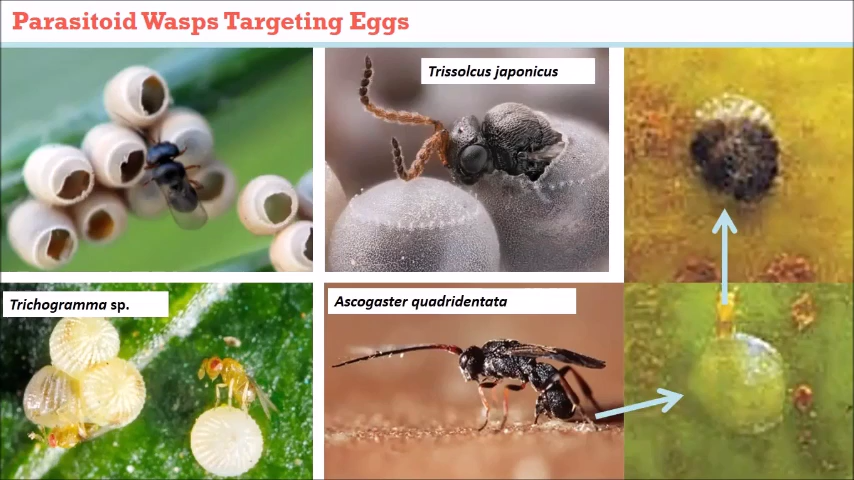 Parasitoid Wasps Targeting Eggs
Trissolcus japonicus
Trichogramma sp.
Ascogaster quadridentata